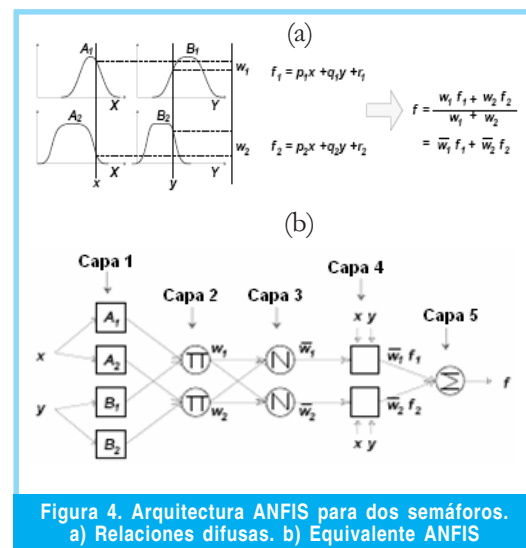 (a)
A₁ B₁
w₁ f₁ = p₁x +q₁y +r₁
X Y
f = w₁ f₁ + w₂ f₂ / w₁ + w₂
A₂ B₂
w₂ f₂ = p₂x +q₂y +r₂
= w̅₁ f₁ + w̅₂ f₂
x X y Y
(b)
Capa 1
Capa 2 Capa 3 Capa 4
Capa 5
x y
A₁
w₁ w̅₁ w̅₁ f₁
x A₂ Π N
Σ f
y B₁ Π N
w₂ w̅₂ w̅₂ f₂
B₂
x y
Figura 4. Arquitectura ANFIS para dos semáforos.
a) Relaciones difusas. b) Equivalente ANFIS